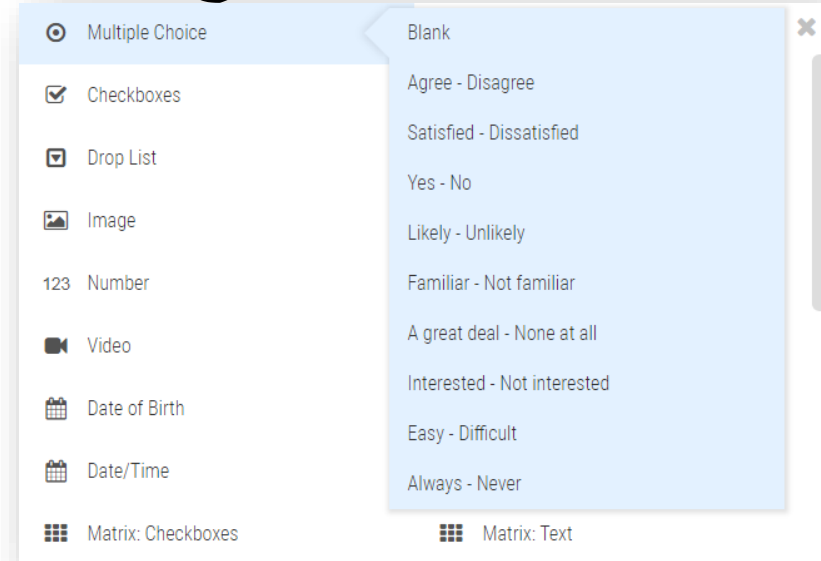 Multiple Choice
Checkboxes
Drop List
Image
123 Number
Video
Date of Birth
Date/Time
Matrix: Checkboxes
Blank
Agree - Disagree
Satisfied - Dissatisfied
Yes - No
Likely - Unlikely
Familiar - Not familiar
A great deal - None at all
Interested - Not interested
Easy - Difficult
Always - Never
Matrix: Text